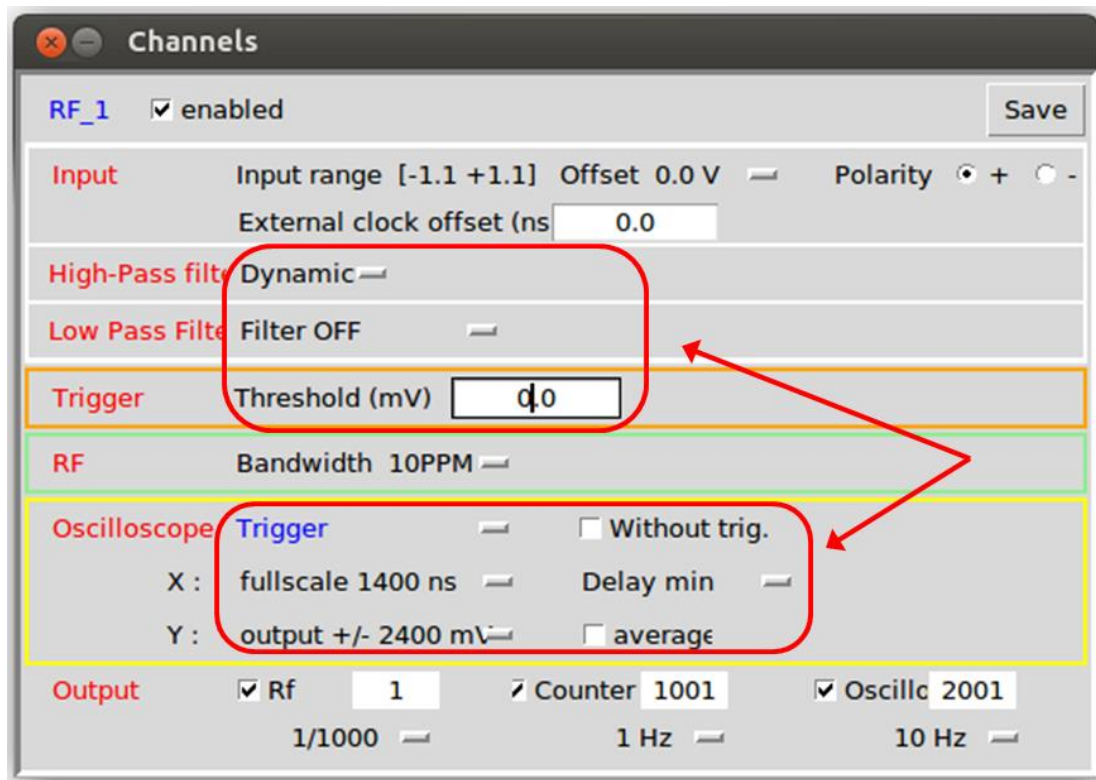 Channels
RF_1 enabled Save
Input Input range [-1.1 +1.1] Offset 0.0 V Polarity + -
External clock offset (ns 0.0
High-Pass filte Dynamic
Low Pass Filte Filter OFF
Trigger Threshold (mV) 0.0
RF Bandwidth 10PPM
Oscilloscope Trigger Without trig.
X : fullscale 1400 ns Delay min
Y : output +/- 2400 mV average
Output Rf 1 Counter 1001 Oscillo 2001
1/1000 1 Hz 10 Hz